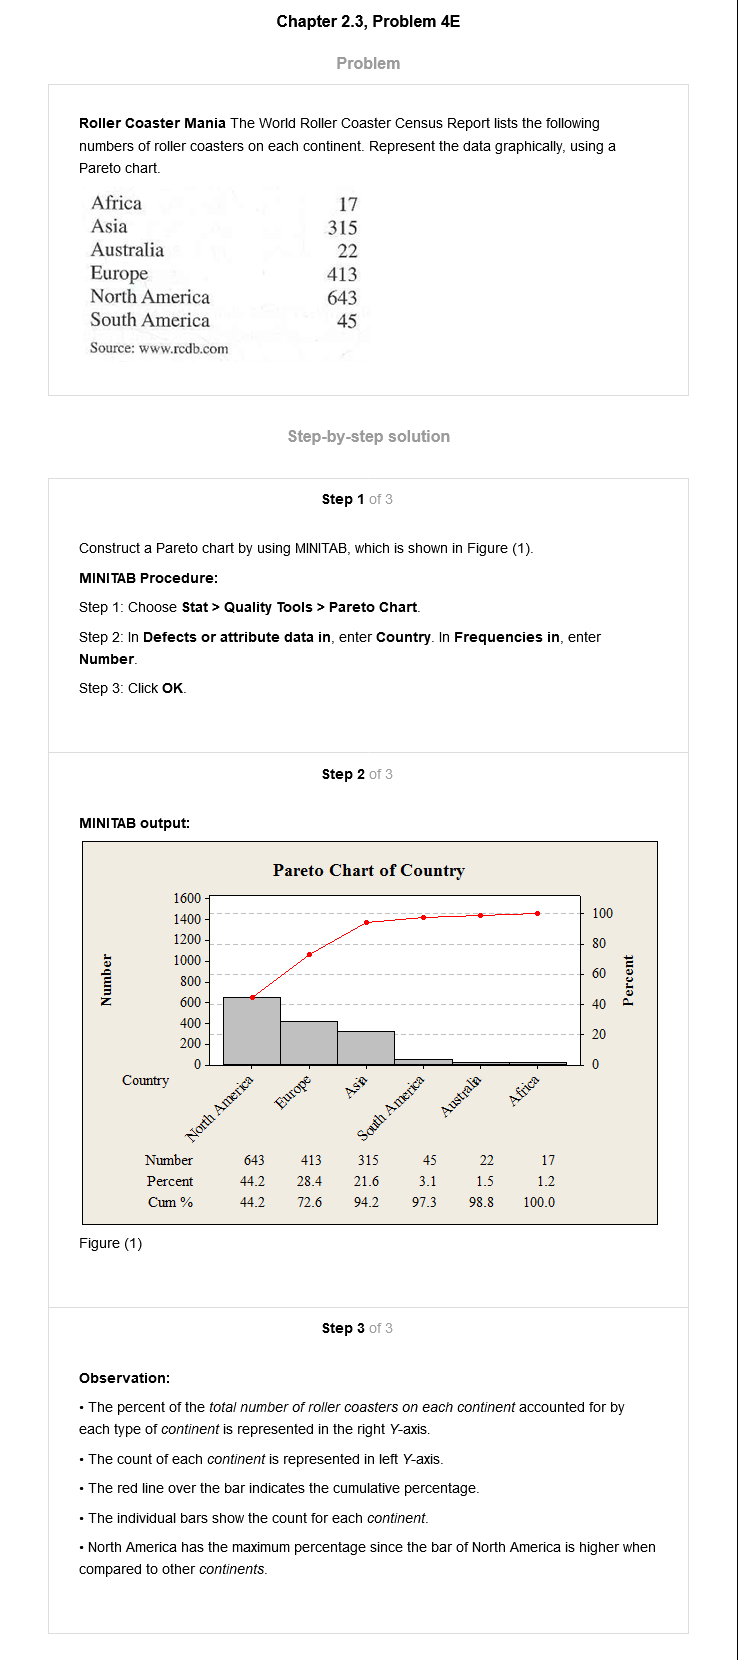 Chapter 2.3, Problem 4E
Problem
Roller Coaster Mania The World Roller Coaster Census Report lists the following
numbers of roller coasters on each continent. Represent the data graphically, using a
Pareto chart.
Africa 17
Asia 315
Australia 22
Europe 413
North America 643
South America 45
Source: www.rcdb.com
Step-by-step solution
Step 1 of 3
Construct a Pareto chart by using MINITAB, which is shown in Figure (1).
MINITAB Procedure:
Step 1: Choose Stat > Quality Tools > Pareto Chart.
Step 2: In Defects or attribute data in, enter Country. In Frequencies in, enter
Number.
Step 3: Click OK.
Step 2 of 3
MINITAB output:
Pareto Chart of Country
1600
1400
1200
1000
800
600
400
200
0
Number
100
80
60
40
20
0
Percent
Country
North America
Europe
Asia
South America
Australia
Africa
Number 643 413 315 45 22 17
Percent 44.2 28.4 21.6 3.1 1.5 1.2
Cum % 44.2 72.6 94.2 97.3 98.8 100.0
Figure (1)
Step 3 of 3
Observation:
• The percent of the total number of roller coasters on each continent accounted for by
each type of continent is represented in the right Y-axis.
• The count of each continent is represented in left Y-axis.
• The red line over the bar indicates the cumulative percentage.
• The individual bars show the count for each continent.
• North America has the maximum percentage since the bar of North America is higher when
compared to other continents.